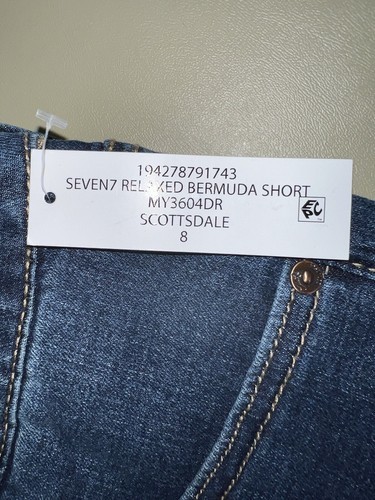 194278791743
SEVEN7 RELAXED BERMUDA SHORT
MY3604DR
SCOTTSDALE
8